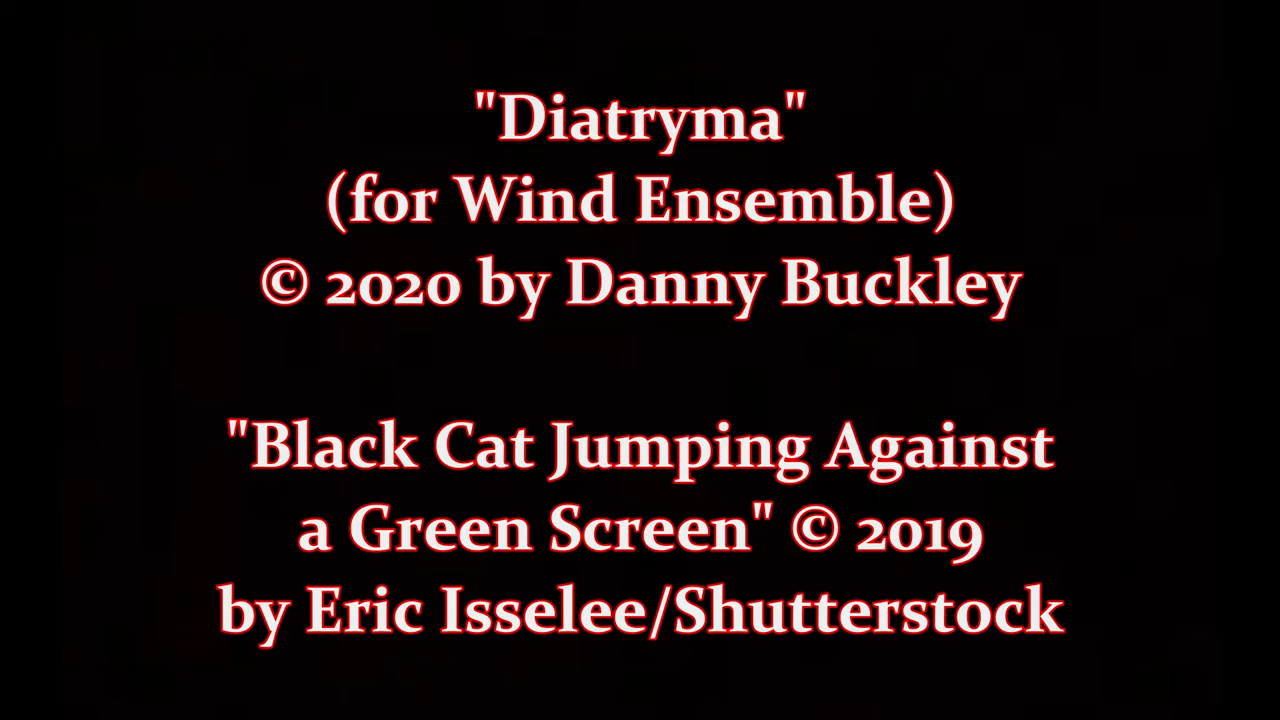 "Diatryma"
(for Wind Ensemble)
© 2020 by Danny Buckley
"Black Cat Jumping Against
a Green Screen" © 2019
by Eric Isselee/Shutterstock